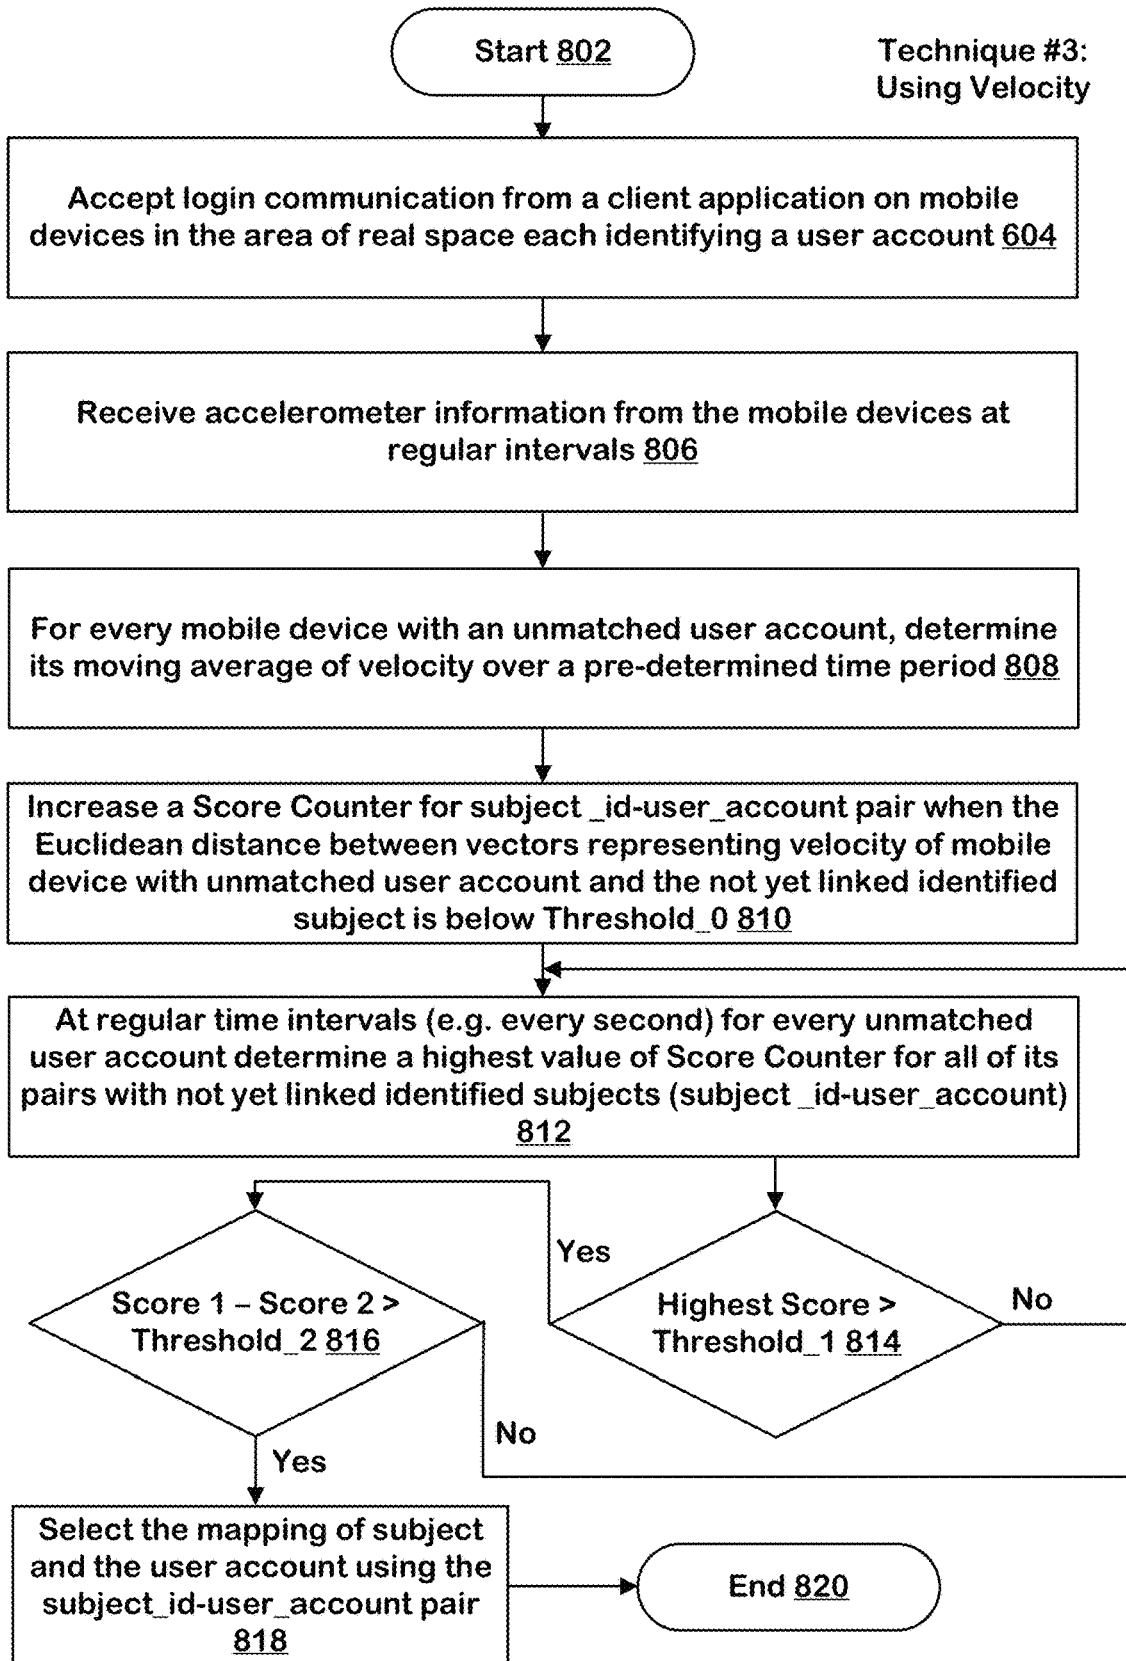 Start 802
Technique #3:
Using Velocity
Accept login communication from a client application on mobile
devices in the area of real space each identifying a user account 604
Receive accelerometer information from the mobile devices at
regular intervals 806
For every mobile device with an unmatched user account, determine
its moving average of velocity over a pre-determined time period 808
Increase a Score Counter for subject _id-user_account pair when the
Euclidean distance between vectors representing velocity of mobile
device with unmatched user account and the not yet linked identified
subject is below Threshold_0 810
At regular time intervals (e.g. every second) for every unmatched
user account determine a highest value of Score Counter for all of its
pairs with not yet linked identified subjects (subject _id-user_account)
812
Yes
Highest Score >
Threshold_1 814
No
Score 1 – Score 2 >
Threshold_2 816
No
Yes
Select the mapping of subject
and the user account using the
subject_id-user_account pair
818
End 820